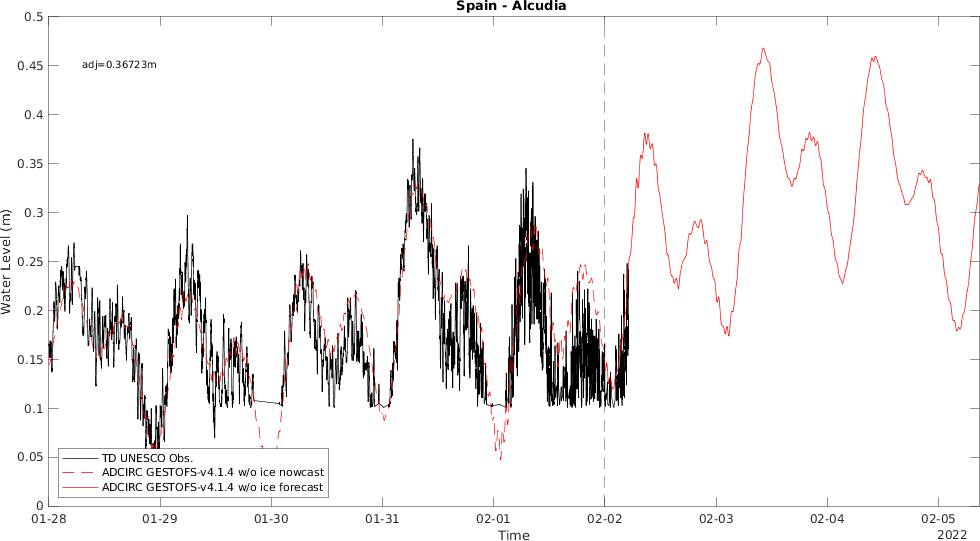 Spain - Alcudia
adj=0.36723m
0.5
0.45
0.4
0.35
0.3
0.25
0.2
0.15
0.1
0.05
0
Water Level (m)
TD UNESCO Obs.
ADCIRC GESTOFS-v4.1.4 w/o ice nowcast
ADCIRC GESTOFS-v4.1.4 w/o ice forecast
01-28 01-29 01-30 01-31 02-01 02-02 02-03 02-04 02-05
Time
2022